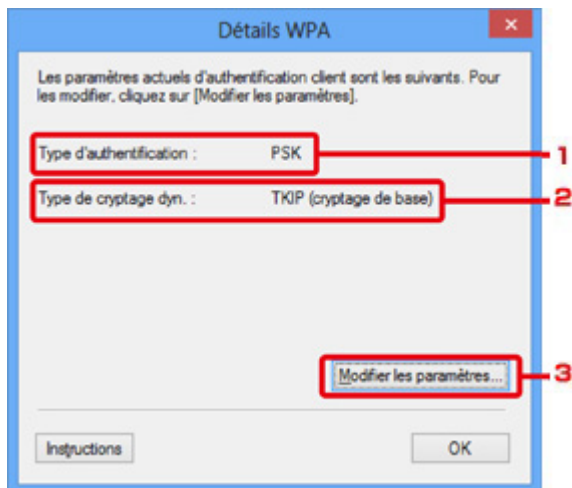 Détails WPA
Les paramètres actuels d'authentification client sont les suivants. Pour
les modifier, cliquez sur [Modifier les paramètres].
Type d'authentification : PSK 1
Type de cryptage dyn. : TKIP (cryptage de base) 2
Modifier les paramètres... 3
Instructions OK